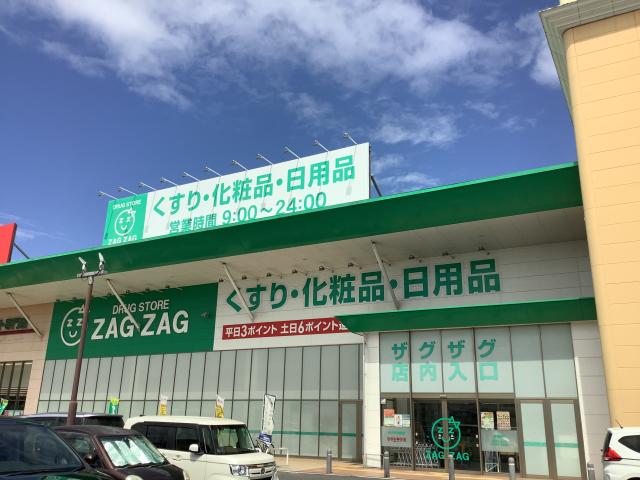 くすり・化粧品・日用品
営業時間 9:00～24:00
DRUG STORE
ZAG ZAG
DRUG STORE
ZAG ZAG
くすり・化粧品・日用品
平日3ポイント 土日6ポイント
ザグザグ
店内入口
ZAG ZAG